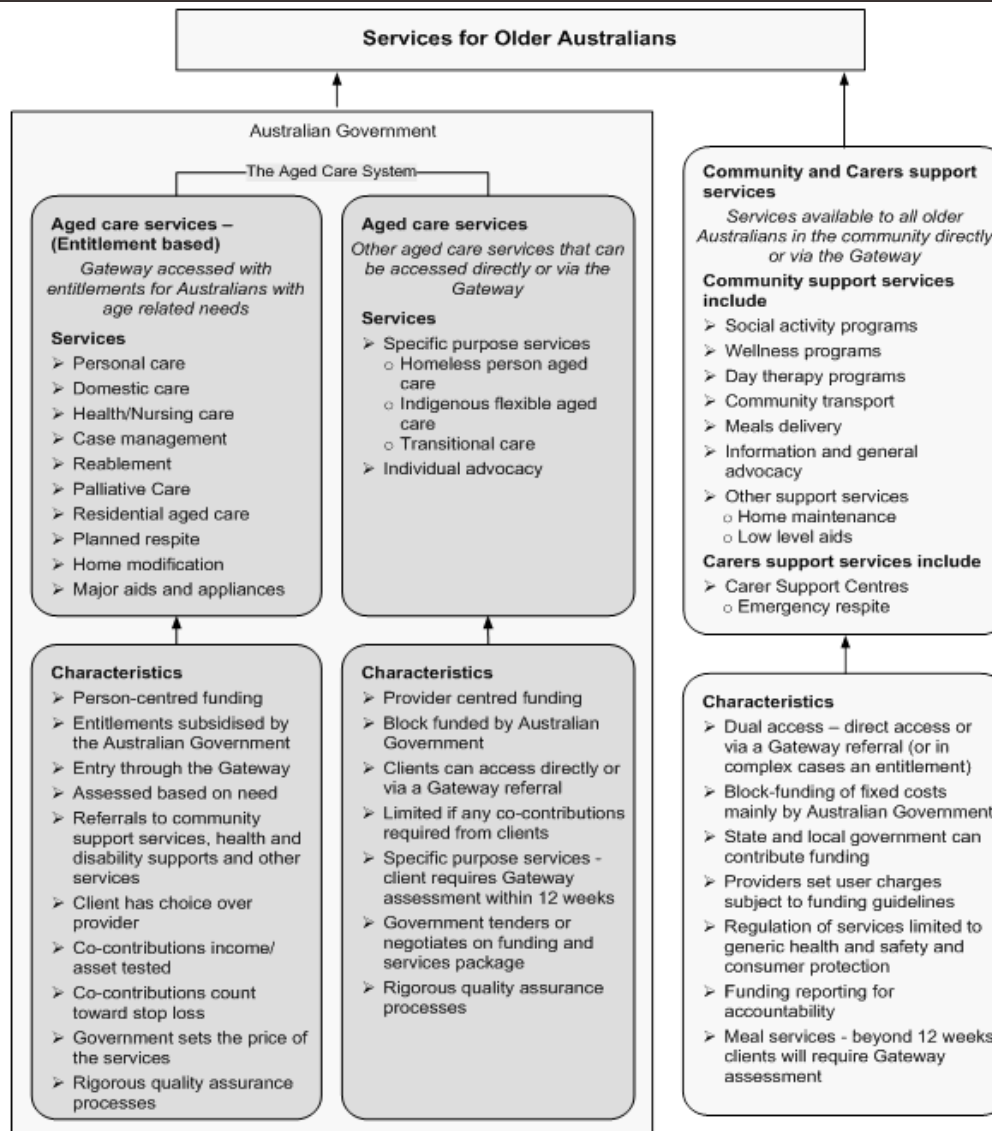 Services for Older Australians
Australian Government
The Aged Care System
Aged care services –
(Entitlement based)
Gateway accessed with
entitlements for Australians with
age related needs
Services
➢ Personal care
➢ Domestic care
➢ Health/Nursing care
➢ Case management
➢ Reablement
➢ Palliative Care
➢ Residential aged care
➢ Planned respite
➢ Home modification
➢ Major aids and appliances
Characteristics
➢ Person-centred funding
➢ Entitlements subsidised by
the Australian Government
➢ Entry through the Gateway
➢ Assessed based on need
➢ Referrals to community
support services, health and
disability supports and other
services
➢ Client has choice over
provider
➢ Co-contributions income/
asset tested
➢ Co-contributions count
toward stop loss
➢ Government sets the price of
the services
➢ Rigorous quality assurance
processes
Aged care services
Other aged care services that can
be accessed directly or via the
Gateway
Services
➢ Specific purpose services
o Homeless person aged
care
o Indigenous flexible aged
care
o Transitional care
➢ Individual advocacy
Characteristics
➢ Provider centred funding
➢ Block funded by Australian
Government
➢ Clients can access directly or
via a Gateway referral
➢ Limited if any co-contributions
required from clients
➢ Specific purpose services -
client requires Gateway
assessment within 12 weeks
➢ Government tenders or
negotiates on funding and
services package
➢ Rigorous quality assurance
processes
Community and Carers support
services
Services available to all older
Australians in the community directly
or via the Gateway
Community support services
include
➢ Social activity programs
➢ Wellness programs
➢ Day therapy programs
➢ Community transport
➢ Meals delivery
➢ Information and general
advocacy
➢ Other support services
o Home maintenance
o Low level aids
Carers support services include
➢ Carer Support Centres
o Emergency respite
Characteristics
➢ Dual access – direct access or
via a Gateway referral (or in
complex cases an entitlement)
➢ Block-funding of fixed costs
mainly by Australian Government
➢ State and local government can
contribute funding
➢ Providers set user charges
subject to funding guidelines
➢ Regulation of services limited to
generic health and safety and
consumer protection
➢ Funding reporting for
accountability
➢ Meal services - beyond 12 weeks
clients will require Gateway
assessment